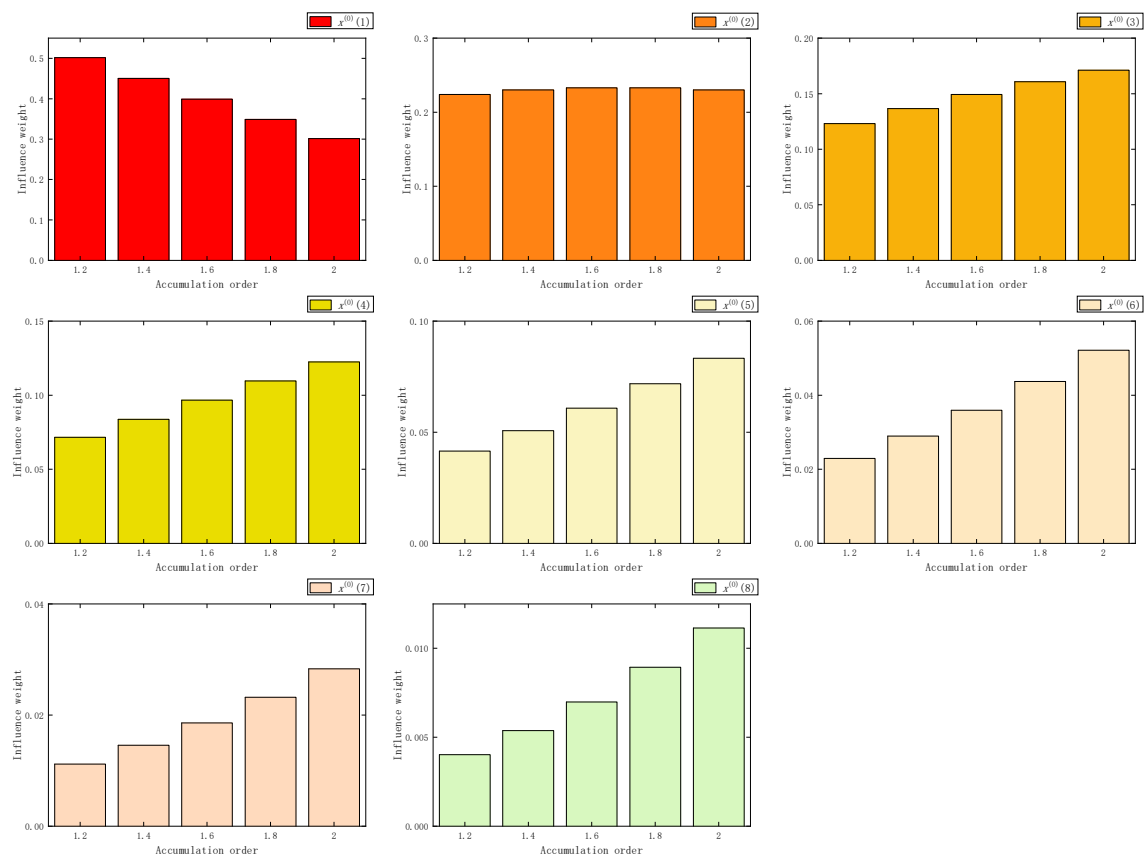 x^(0)(1)
Influence weight
0.5
0.4
0.3
0.2
0.1
0.0
1.2 1.4 1.6 1.8 2
Accumulation order
x^(0)(2)
Influence weight
0.3
0.2
0.1
0.0
1.2 1.4 1.6 1.8 2
Accumulation order
x^(0)(3)
Influence weight
0.20
0.15
0.10
0.05
0.00
1.2 1.4 1.6 1.8 2
Accumulation order
x^(0)(4)
Influence weight
0.15
0.10
0.05
0.00
1.2 1.4 1.6 1.8 2
Accumulation order
x^(0)(5)
Influence weight
0.10
0.05
0.00
1.2 1.4 1.6 1.8 2
Accumulation order
x^(0)(6)
Influence weight
0.06
0.04
0.02
0.00
1.2 1.4 1.6 1.8 2
Accumulation order
x^(0)(7)
Influence weight
0.04
0.02
0.00
1.2 1.4 1.6 1.8 2
Accumulation order
x^(0)(8)
Influence weight
0.010
0.005
0.000
1.2 1.4 1.6 1.8 2
Accumulation order